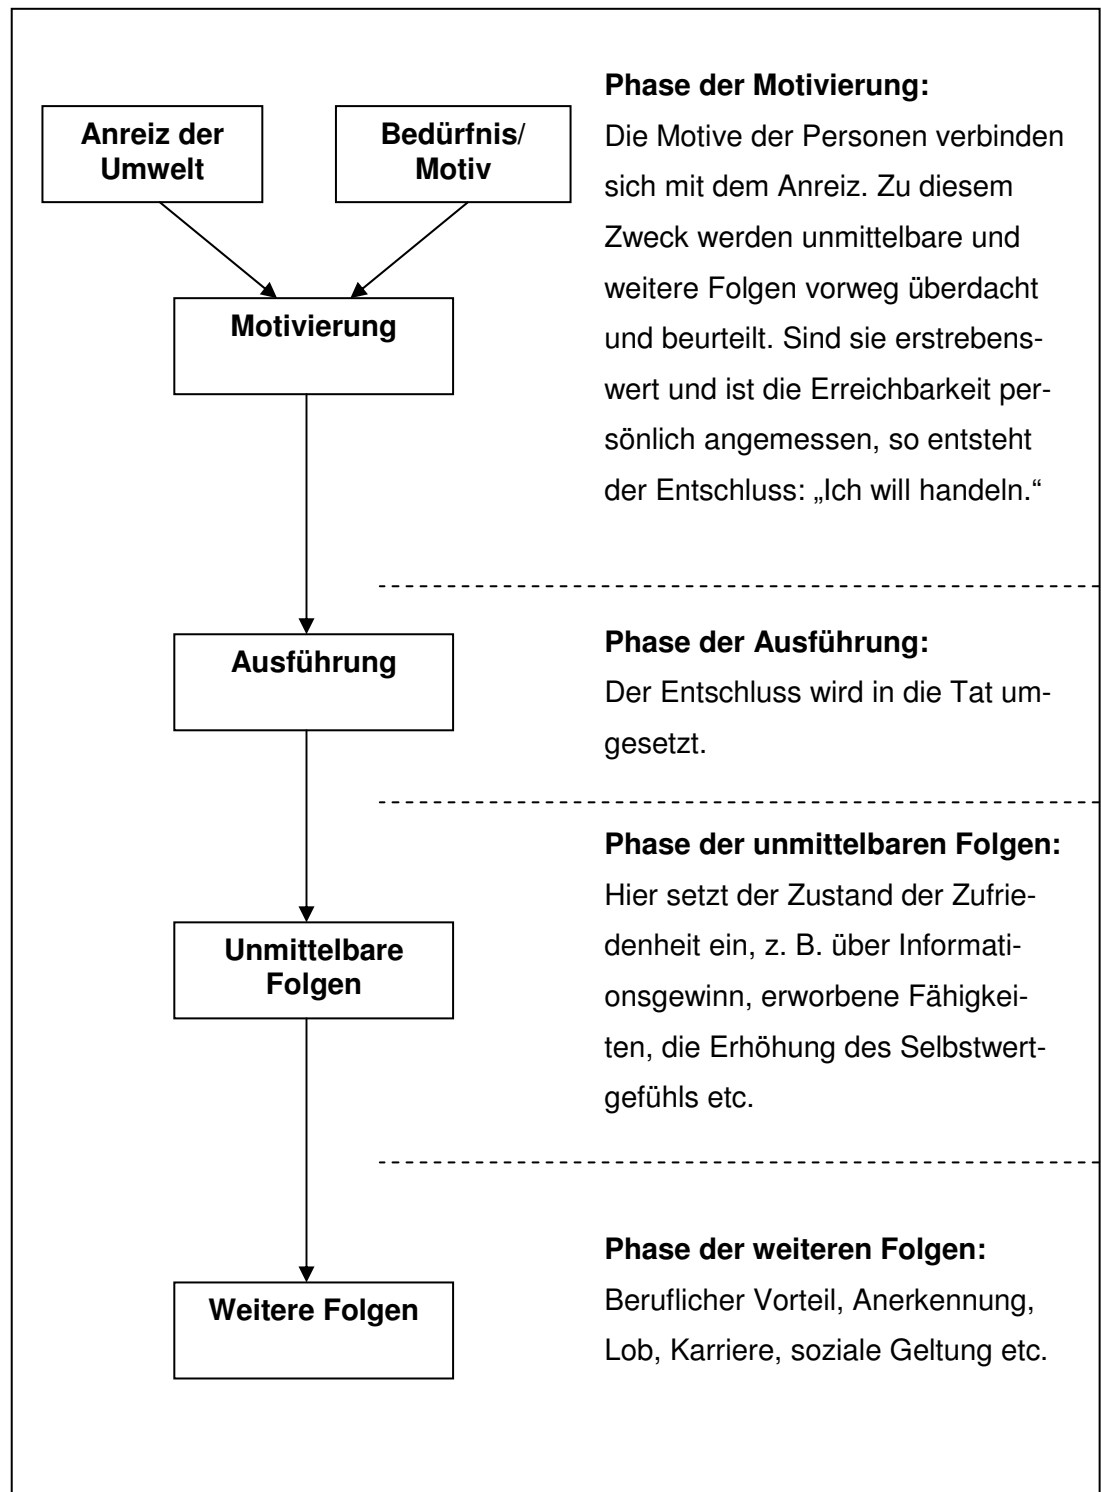 Anreiz der
Umwelt
Bedürfnis/
Motiv
Motivierung
Phase der Motivierung:
Die Motive der Personen verbinden
sich mit dem Anreiz. Zu diesem
Zweck werden unmittelbare und
weitere Folgen vorweg überdacht
und beurteilt. Sind sie erstrebens-
wert und ist die Erreichbarkeit per-
sönlich angemessen, so entsteht
der Entschluss: „Ich will handeln.“
Ausführung
Phase der Ausführung:
Der Entschluss wird in die Tat um-
gesetzt.
Unmittelbare
Folgen
Phase der unmittelbaren Folgen:
Hier setzt der Zustand der Zufrie-
denheit ein, z. B. über Informati-
onsgewinn, erworbene Fähigkei-
ten, die Erhöhung des Selbstwert-
gefühls etc.
Weitere Folgen
Phase der weiteren Folgen:
Beruflicher Vorteil, Anerkennung,
Lob, Karriere, soziale Geltung etc.